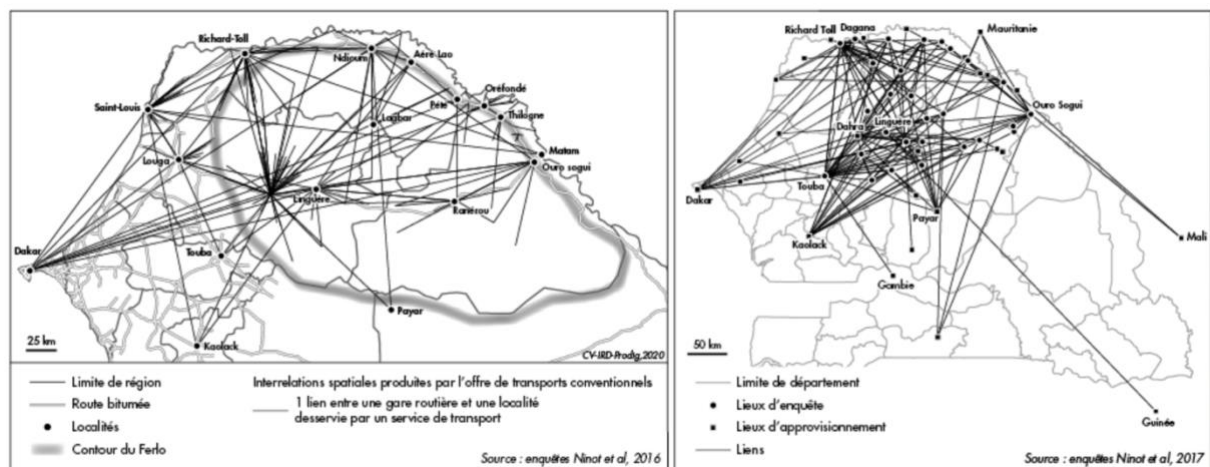 Richard-Toll
Ndioum
Aéré Lao
Saint-Louis
Pété
Oréfondé
Lagbar
Thilogne
Louga
Matam
Ouro sogui
Linguère
Ranérou
Touba
Dakar
Payar
25 km
Kaolack
CV-IRD-Prodig,2020
Limite de région
Route bitumée
Localités
Contour du Ferlo
Interrelations spatiales produites par l'offre de transports conventionnels
1 lien entre une gare routière et une localité
desservie par un service de transport
Source : enquêtes Ninot et al, 2016
Richard Toll
Dagana
Mauritanie
Ouro Sogui
Dahra
Linguère
Touba
Dakar
Payar
Kaolack
Mali
Gambie
50 km
Guinée
Limite de département
Lieux d'enquête
Lieux d'approvisionnement
Liens
Source : enquêtes Ninot et al, 2017